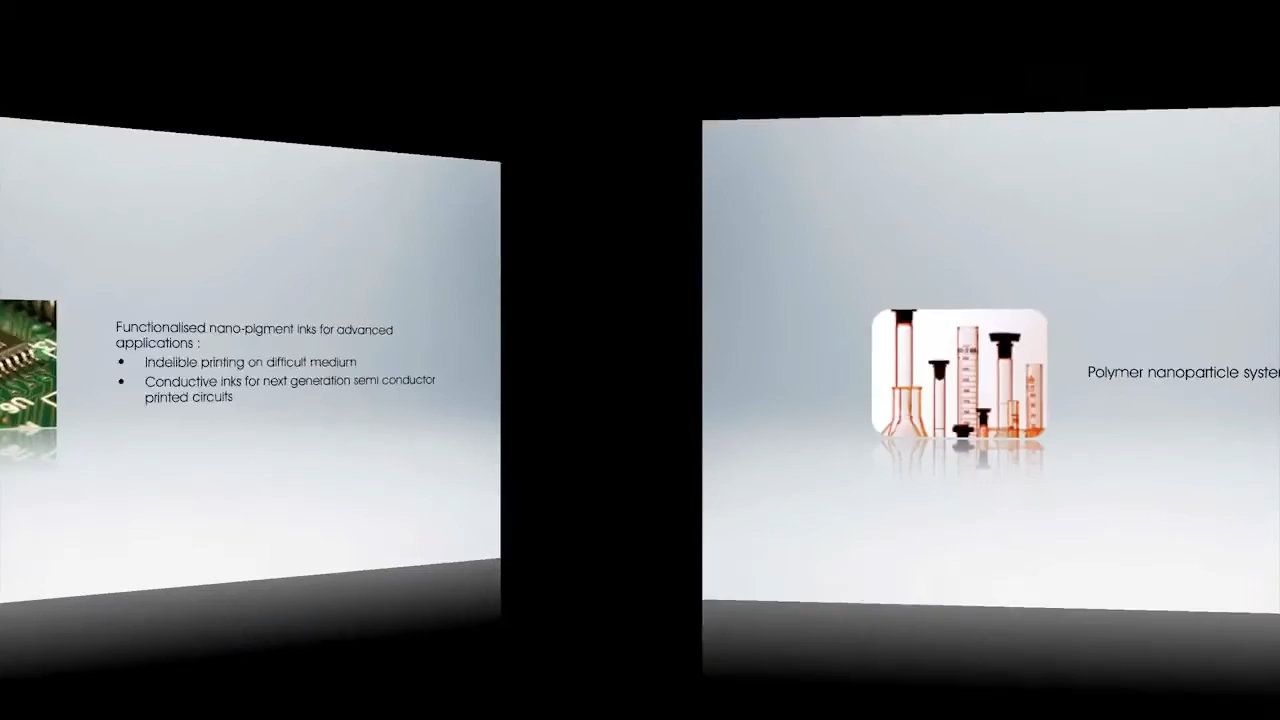 Functionalised nano-pigment inks for advanced
applications :
• Indelible printing on difficult medium
• Conductive inks for next generation semi conductor
printed circuits
Polymer nanoparticle